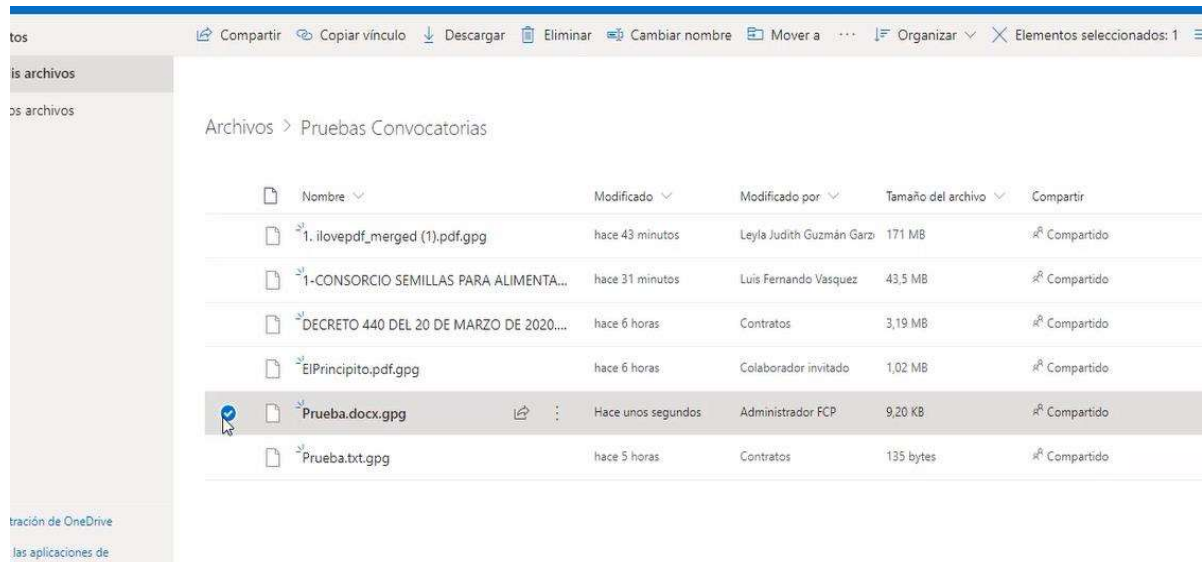 tos
Compartir Copiar vínculo Descargar Eliminar Cambiar nombre Mover a ··· Organizar Elementos seleccionados: 1
is archivos
os archivos
Archivos > Pruebas Convocatorias
Nombre Modificado Modificado por Tamaño del archivo Compartir
1. ilovepdf_merged (1).pdf.gpg hace 43 minutos Leyla Judith Guzmán Garz 171 MB Compartido
1-CONSORCIO SEMILLAS PARA ALIMENTA... hace 31 minutos Luis Fernando Vasquez 43,5 MB Compartido
DECRETO 440 DEL 20 DE MARZO DE 2020.... hace 6 horas Contratos 3,19 MB Compartido
ElPrincipito.pdf.gpg hace 6 horas Colaborador invitado 1,02 MB Compartido
Prueba.docx.gpg Hace unos segundos Administrador FCP 9,20 KB Compartido
Prueba.txt.gpg hace 5 horas Contratos 135 bytes Compartido
tración de OneDrive
las aplicaciones de